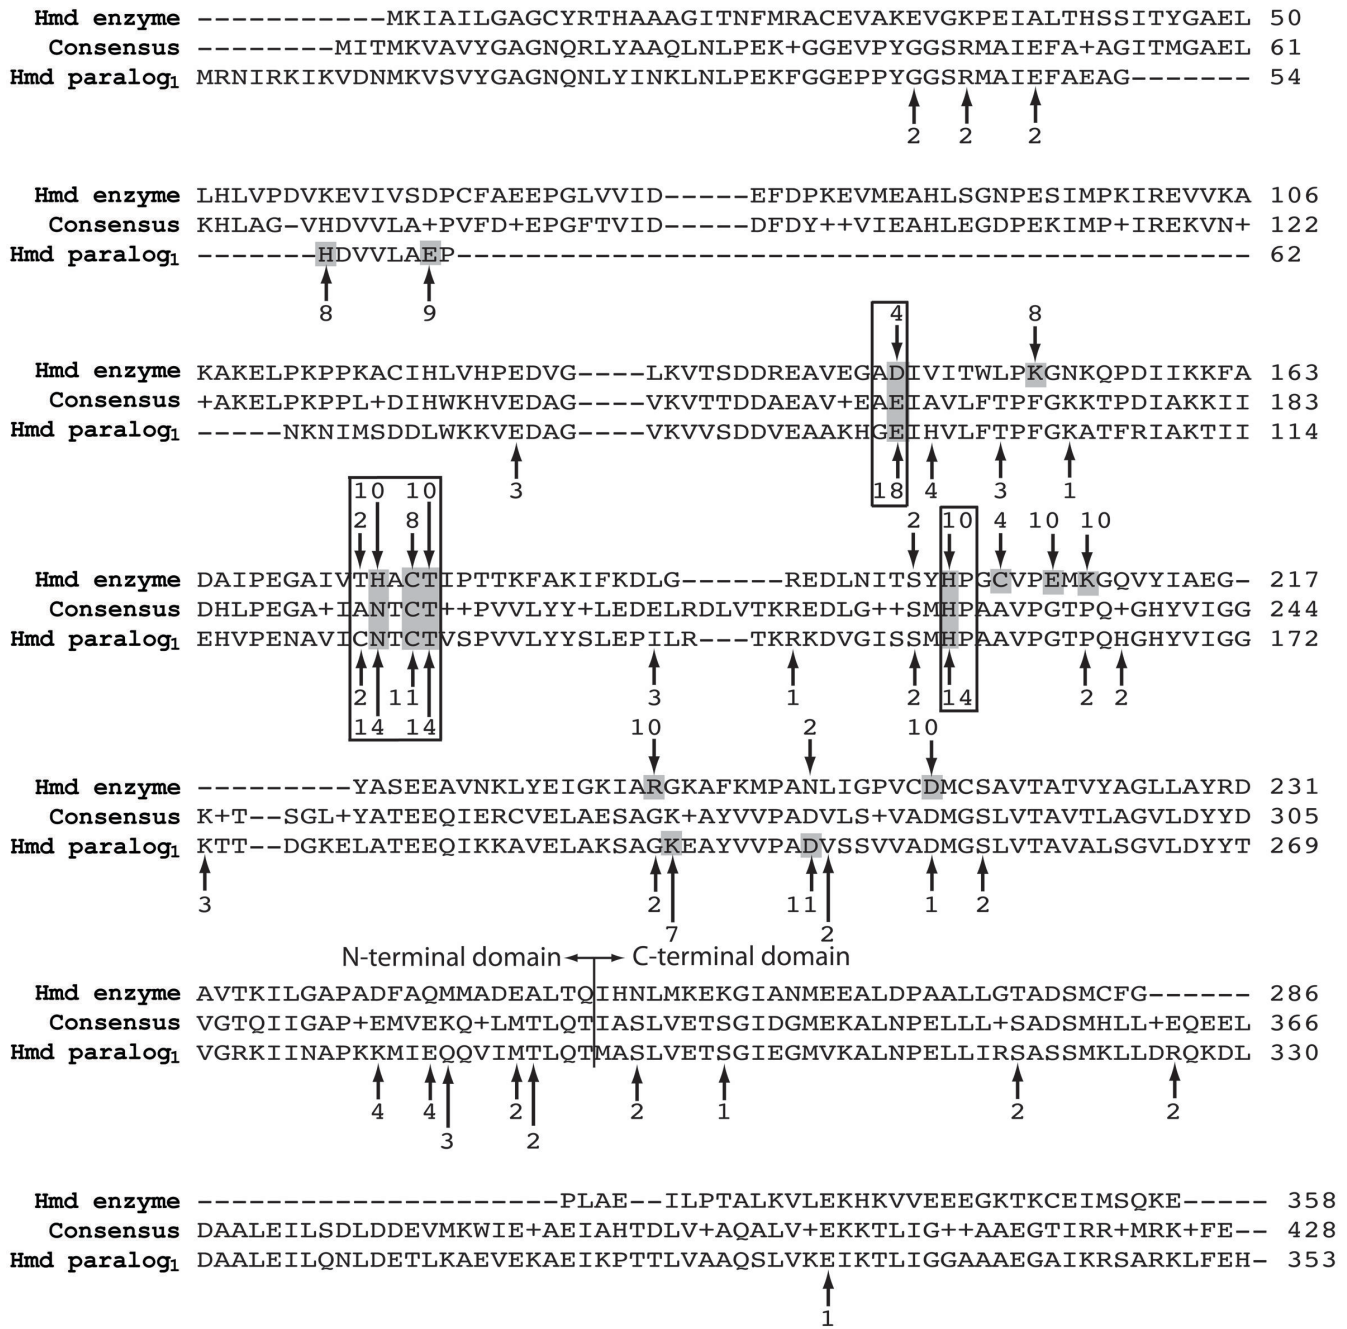 Hmd enzyme -----------MKIAILGAGCYRTHAAAGITNFMRACEVAKEVGKPEIALTHSSITYGAEL 50
Consensus --------MITMKVAVYGAGNQRLYAAQLNLPEK+GGEVPYGGSRMAIEFA+AGITMGAEL 61
Hmd paralog1 MRNIRKIKVDNMKVSVYGAGNQNLYINKLNLPEKFGGEPPYGGSRMAIEFAEAG------- 54
2 2 2
Hmd enzyme LHLVPDVKEVIVSDPCFAEEPGLVVID-----EFDPKEVMEAHLSGNPESIMPKIREVVKA 106
Consensus KHLAG-VHDVVLA+PVFD+EPGFTVID-----DFDY++VIEAHLEGDPEKIMP+IREKVN+ 122
Hmd paralog1 -------HDVVLAEP---------------------------------------------- 62
8 9
4 8
Hmd enzyme KAKELPKPPKACIHLVHPEDVG----LKVTSDDREAVEGADIVITWLPKGNKQPDIIKKFA 163
Consensus +AKELPKPPL+DIHWKHVEDAG----VKVTTDDAEAV+EAEIAVLFTPFGKKTPDIAKKII 183
Hmd paralog1 -----NKNIMSDDLWKKVEDAG----VKVVSDDVEAAKHGEIHVLFTPFGKATFRIAKTII 114
3 18 4 3 1
10 10
2 8 2 10 4 10 10
Hmd enzyme DAIPEGAIVTHACTIPTTKFAKIFKDLG------REDLNITSYHPGCVPEMKGQVYIAEG- 217
Consensus DHLPEGA+IANTCT++PVVLYY+LEDELRDLVTKREDLG++SMHPAAVPGTPQ+GHYVIGG 244
Hmd paralog1 EHVPENAVICNTCTVSPVVLYYSLEPILR---TKRKDVGISSMHPAAVPGTPQHGHYVIGG 172
2 11 3 1 2 14 2 2
14 14
10 2 10
Hmd enzyme ---------YASEEAVNKLYEIGKIARGKAFKMPANLIGPVCDMCSAVTATVYAGLLAYRD 231
Consensus K+T--SGL+YATEEQIERCVELAESAGK+AYVVPADVLS+VADMGSLVTAVTLAGVLDYYD 305
Hmd paralog1 KTT--DGKELATEEQIKKAVELAKSAGKEAYVVPADVSSVVADMGSLVTAVALSGVLDYYT 269
3 2 11 1 2
7 2
N-terminal domain C-terminal domain
Hmd enzyme AVTKILGAPADFAQMMADEALTQIHNLMKEKGIANMEEALDPAALLGTADSMCFG------ 286
Consensus VGTQIIGAP+EMVEKQ+LMTLQTIASLVETSGIDGMEKALNPELLL+SADSMHLL+EQEEL 366
Hmd paralog1 VGRKIINAPKKMIEQQVIMTLQTMASLVETSGIEGMVKALNPELLIRSASSMKLLDRQKDL 330
4 4 2 2 1 2 2
3 2
Hmd enzyme ---------------------PLAE--ILPTALKVLEKHKVVEEEGKTKCEIMSQKE----- 358
Consensus DAALEILSDLDDEVMKWIE+AEIAHTDLV+AQALV+EKKTLIG++AAEGTIRR+MRK+FE-- 428
Hmd paralog1 DAALEILQNLDETLKAEVEKAEIKPTTLVAAQSLVKEIKTLIGGAAAEGAIKRSARKLFEH- 353
1